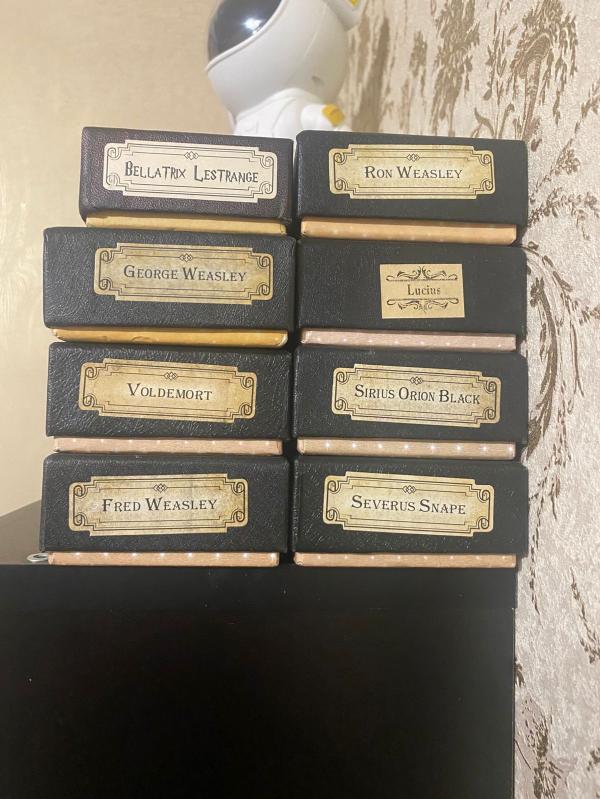 BELLATRIX LESTRANGE
RON WEASLEY
GEORGE WEASLEY
Lucius
VOLDEMORT
SIRIUS ORION BLACK
FRED WEASLEY
SEVERUS SNAPE